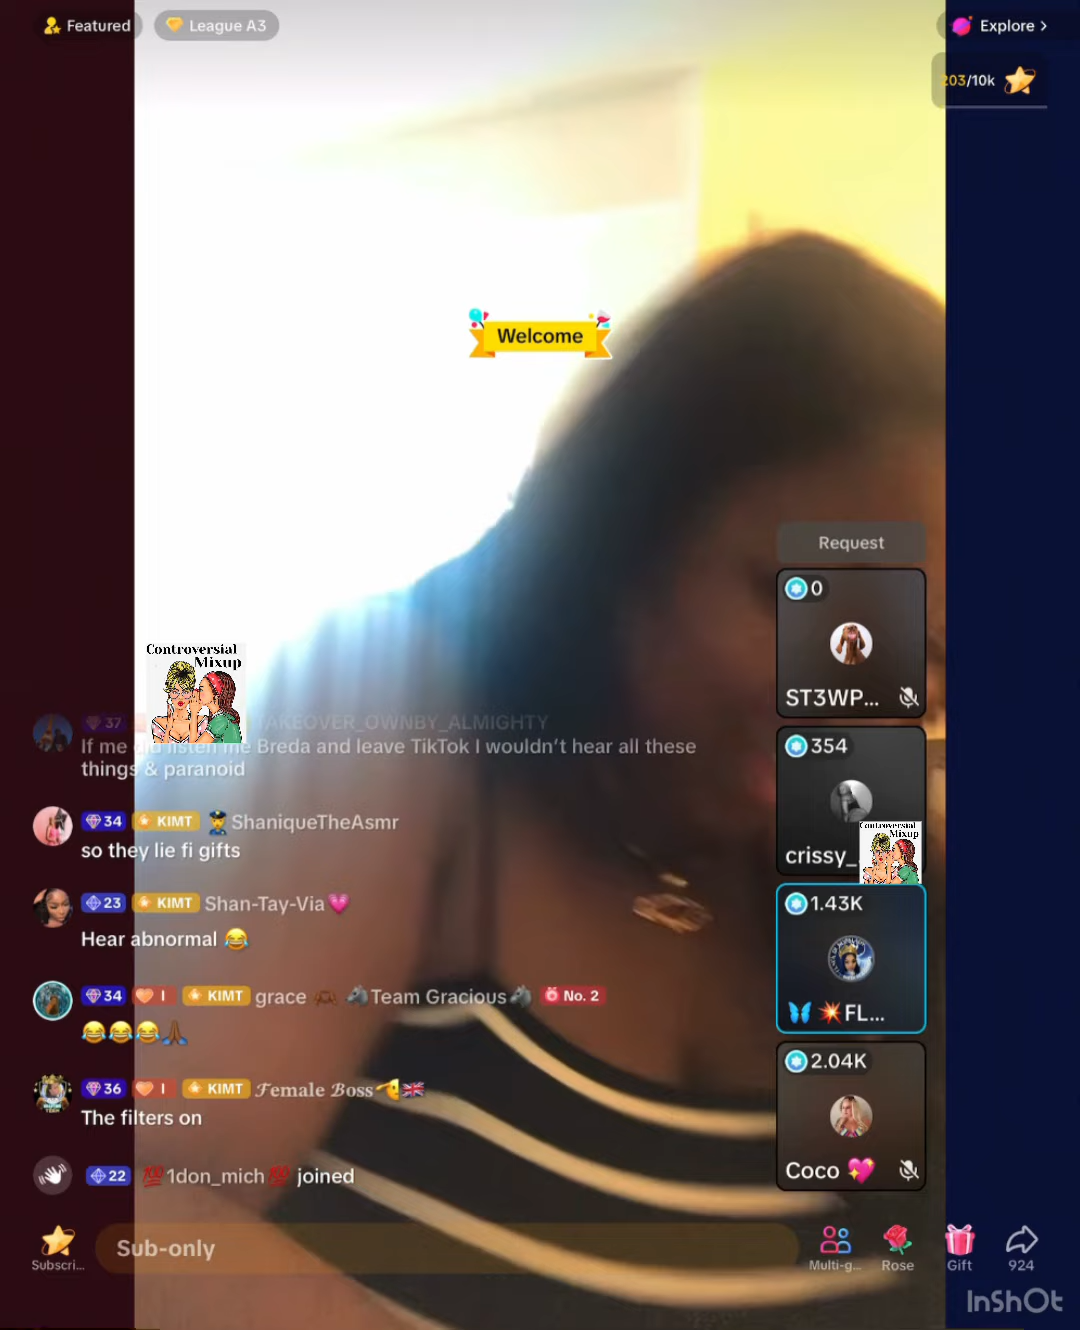 Featured
League A3
Explore >
203/10k
Welcome
Request
0
ST3WP...
Controversial
Mixup
37
AKEOVER_OWNBY_ALMIGHTY
If me did listen me Breda and leave TikTok I wouldn't hear all these
things & paranoid
354
crissy_
Controversial
Mixup
34 KIMT 👮ShaniqueTheAsmr
so they lie fi gifts
23 KIMT Shan-Tay-Via💗
Hear abnormal 😂
1.43K
🦋 💥FL...
34 I KIMT grace 🙈 🐴Team Gracious🐴 No. 2
😂😂😂🙏🏾
2.04K
Coco 💖
36 I KIMT 𝓕emale 𝓑oss🫡🇬🇧
The filters on
22 💯1don_mich💯 joined
Subscri...
Sub-only
Multi-g...
Rose
Gift
924
InShOt